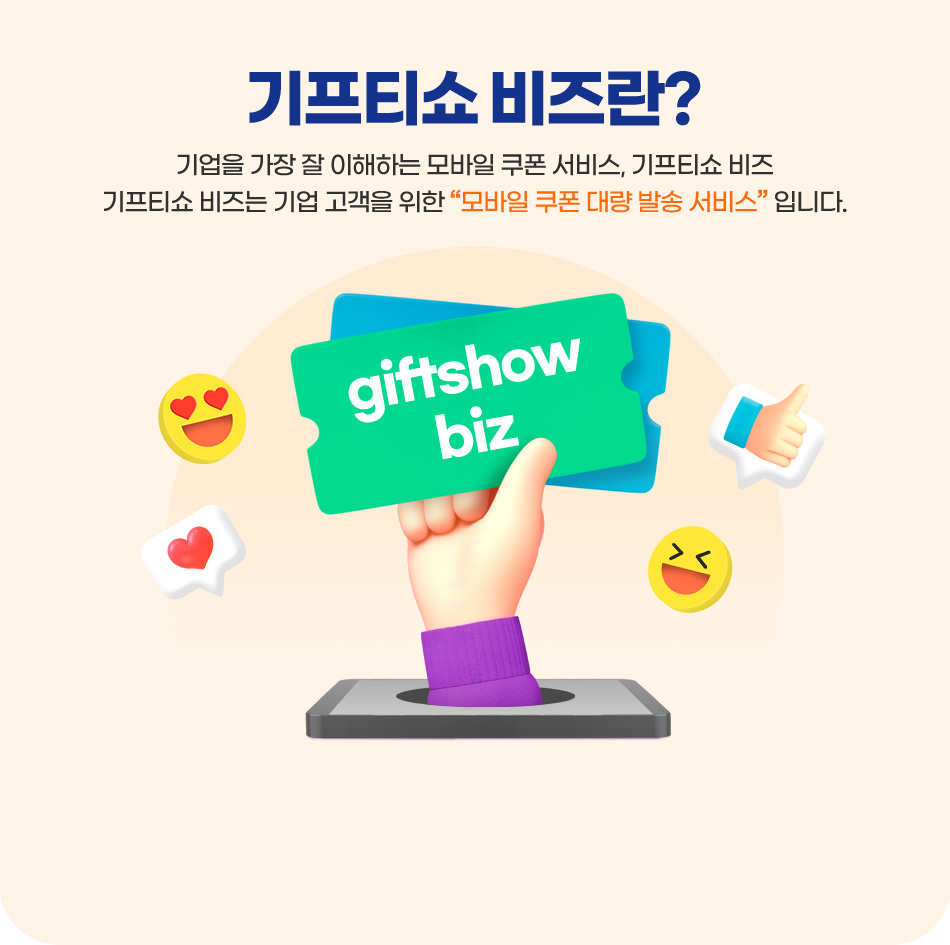 기프티쇼 비즈란?
기업을 가장 잘 이해하는 모바일 쿠폰 서비스, 기프티쇼 비즈
기프티쇼 비즈는 기업 고객을 위한 “모바일 쿠폰 대량 발송 서비스” 입니다.
giftshow
biz